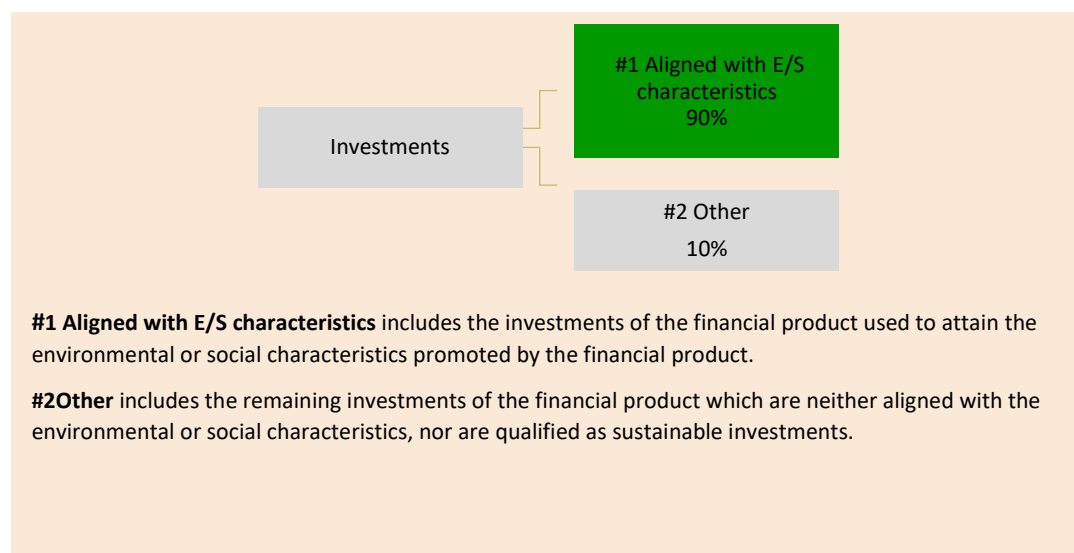 #1 Aligned with E/S
characteristics
90%
Investments
#2 Other
10%
#1 Aligned with E/S characteristics includes the investments of the financial product used to attain the
environmental or social characteristics promoted by the financial product.
#2Other includes the remaining investments of the financial product which are neither aligned with the
environmental or social characteristics, nor are qualified as sustainable investments.